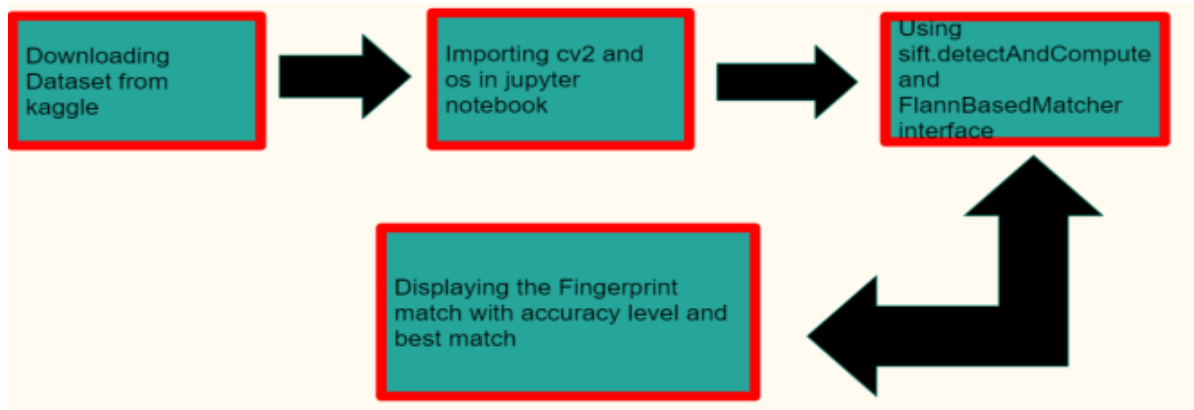 Downloading
Dataset from
kaggle
Importing cv2 and
os in jupyter
notebook
Using
sift.detectAndCompute
and
FlannBasedMatcher
interface
Displaying the Fingerprint
match with accuracy level and
best match